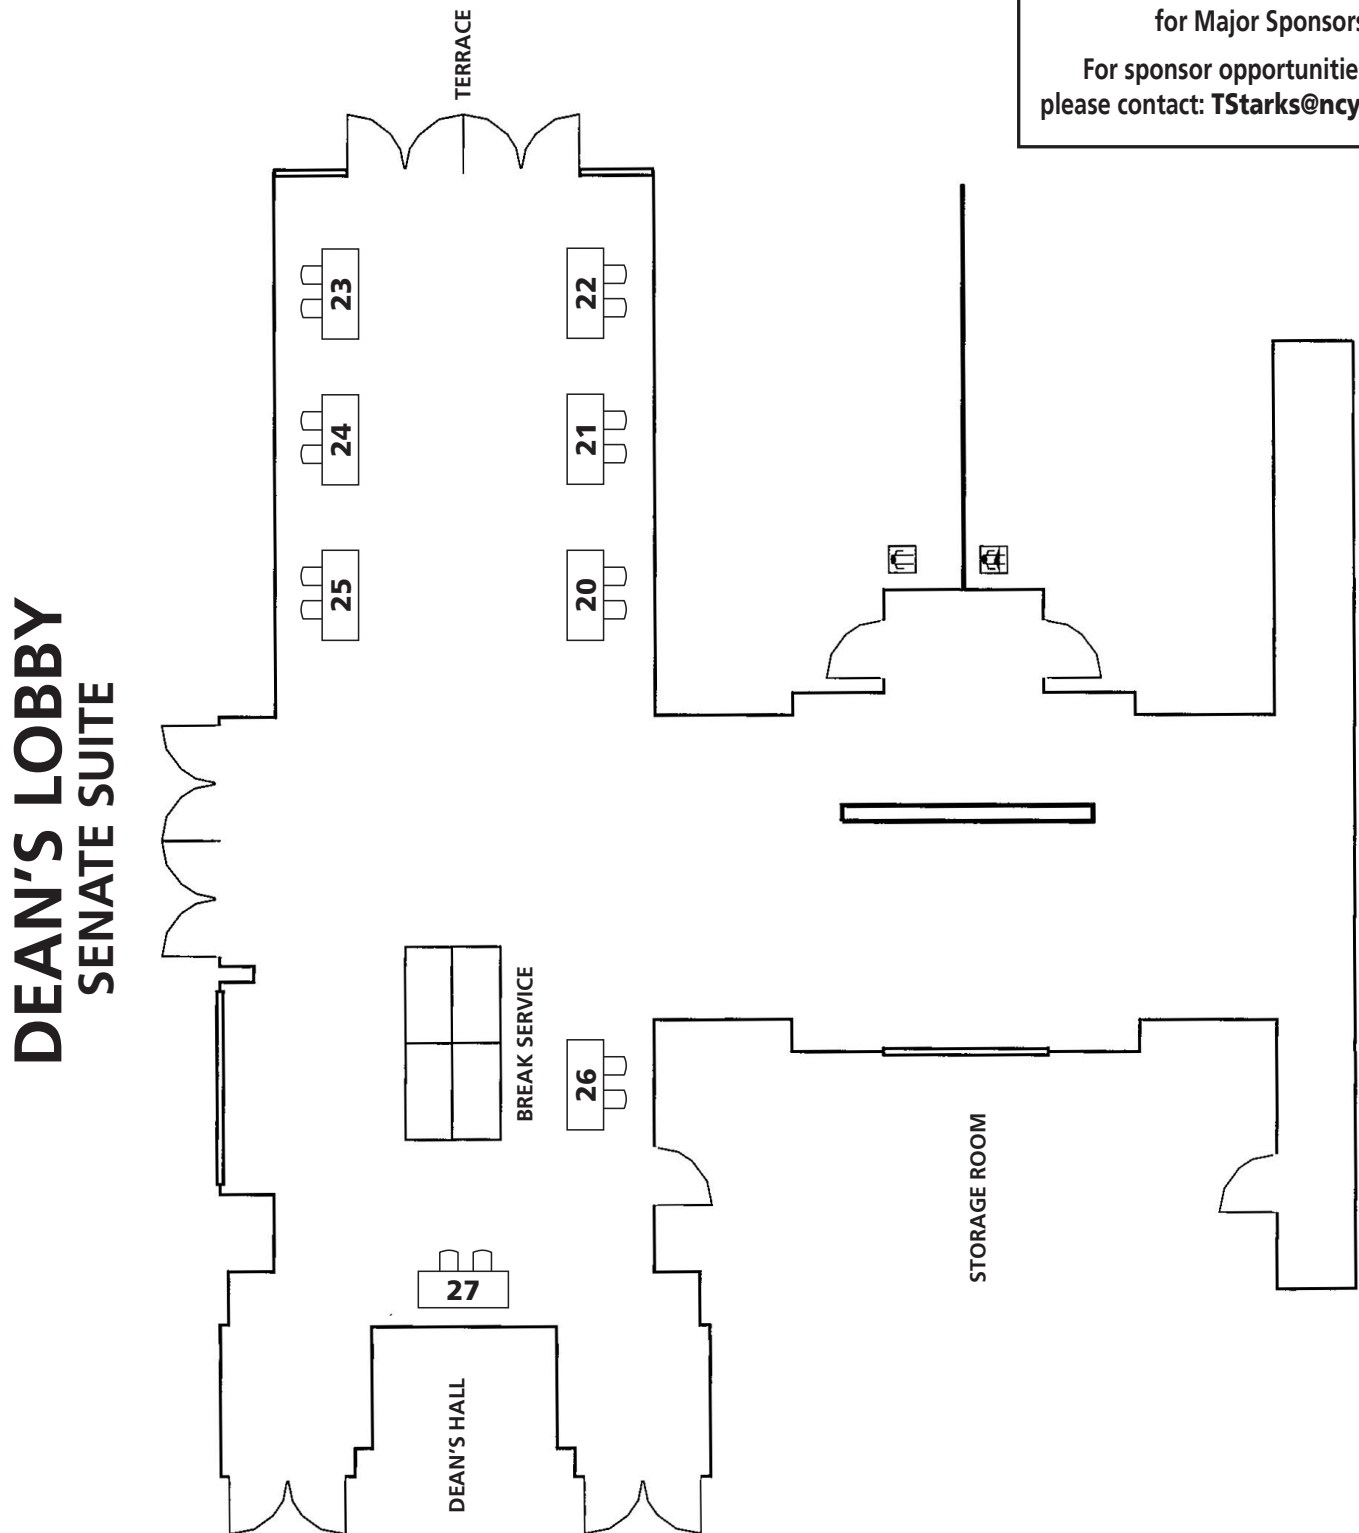 for Major Sponsors
For sponsor opportunitie
please contact: TStarks@ncy
DEAN'S LOBBY
SENATE SUITE
TERRACE
23
22
24
21
25
20
BREAK SERVICE
26
27
STORAGE ROOM
DEAN'S HALL